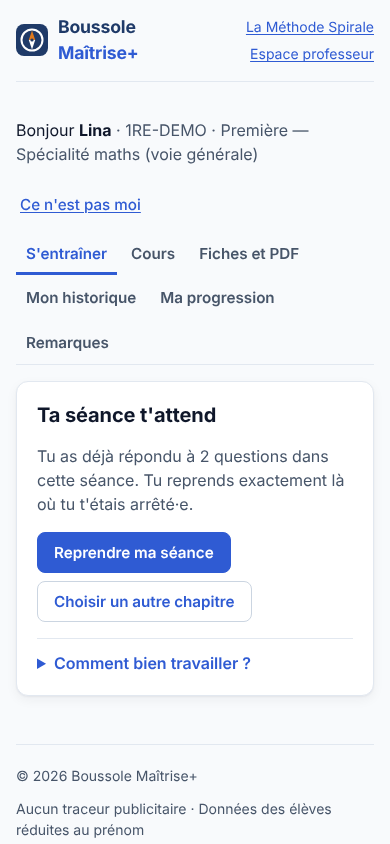 Boussole
Maîtrise+
La Méthode Spirale
Espace professeur
Bonjour Lina · 1RE-DEMO · Première —
Spécialité maths (voie générale)
Ce n'est pas moi
S'entraîner Cours Fiches et PDF
Mon historique Ma progression
Remarques
Ta séance t'attend
Tu as déjà répondu à 2 questions dans
cette séance. Tu reprends exactement là
où tu t'étais arrêté·e.
Reprendre ma séance
Choisir un autre chapitre
Comment bien travailler ?
© 2026 Boussole Maîtrise+
Aucun traceur publicitaire · Données des élèves
réduites au prénom